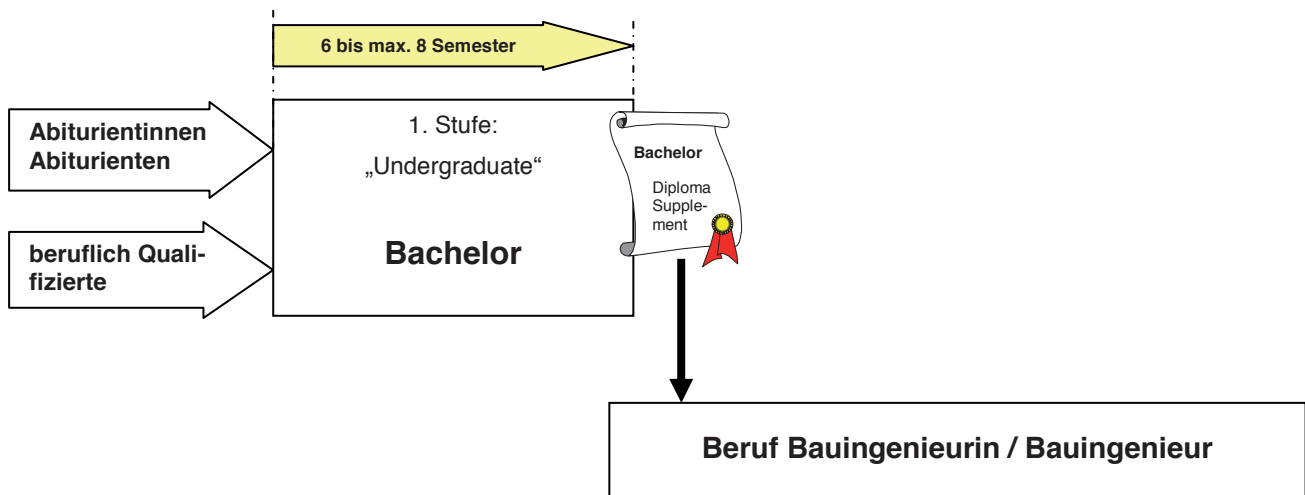 6 bis max. 8 Semester
Abiturientinnen
Abiturienten
1. Stufe:
„Undergraduate“
Bachelor
beruflich Quali-
fizierte
Bachelor
Diploma
Supple-
ment
Beruf Bauingenieurin / Bauingenieur